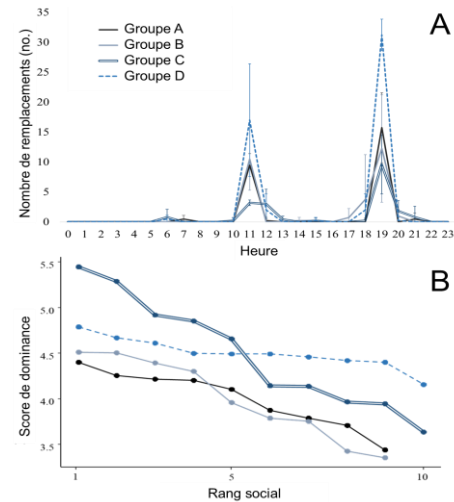 A
Groupe A
Groupe B
Groupe C
Groupe D
Nombre de remplacements (no.)
35
30
25
20
15
10
5
0
0 1 2 3 4 5 6 7 8 9 10 11 12 13 14 15 16 17 18 19 20 21 22 23
Heure
B
Score de dominance
5.5
5.0
4.5
4.0
3.5
1 5 10
Rang social